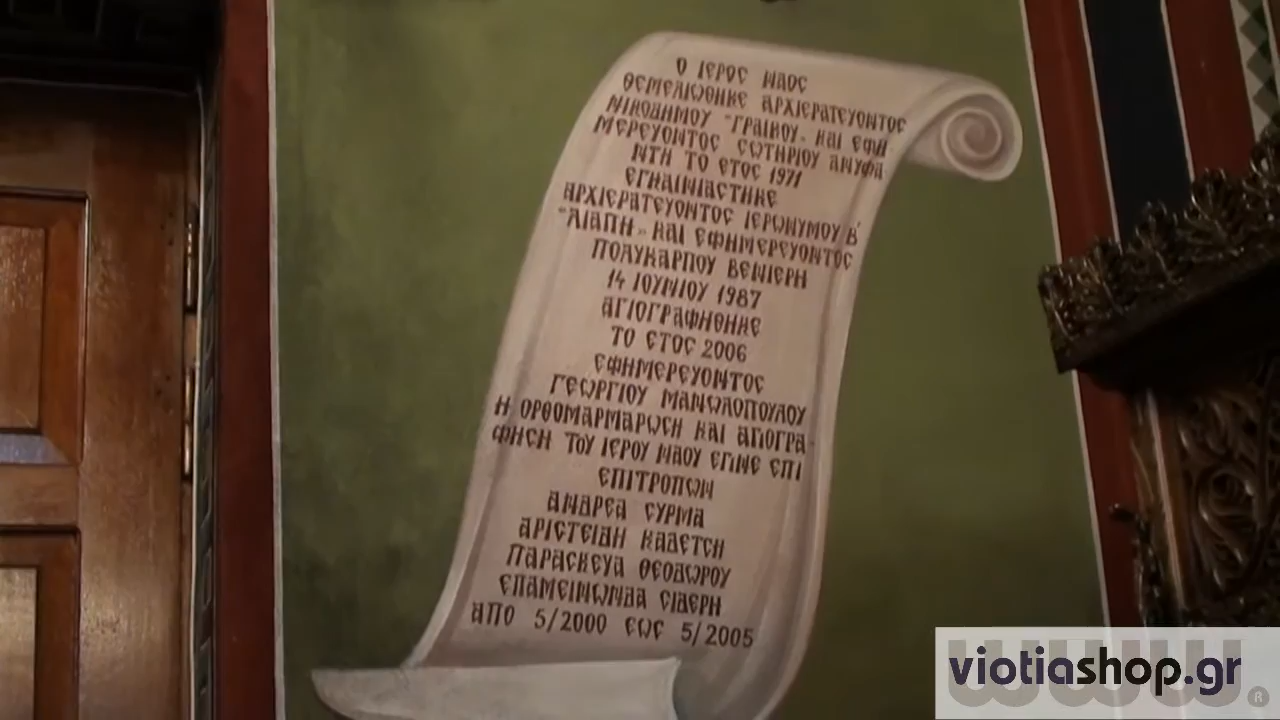 Ο ΙΕΡΟΣ ΝΑΟΣ
ΘΕΜΕΛΙΩΘΗΚΕ ΑΡΧΙΕΡΑΤΕΥΟΝΤΟΣ
ΝΙΚΟΔΗΜΟΥ "ΓΡΑΙΚΟΥ" ΚΑΙ ΕΦΗ-
ΜΕΡΕΥΟΝΤΟΣ ΣΩΤΗΡΙΟΥ ΑΝΥΦΑ
ΝΤΗ ΤΟ ΕΤΟΣ 1971
ΕΓΚΑΙΝΙΑΣΤΗΚΕ
ΑΡΧΙΕΡΑΤΕΥΟΝΤΟΣ ΙΕΡΩΝΥΜΟΥ Β΄
"ΛΙΑΠΗ" ΚΑΙ ΕΦΗΜΕΡΕΥΟΝΤΟΣ
ΠΟΛΥΚΑΡΠΟΥ ΒΕΝΙΕΡΗ
14 ΙΟΥΝΙΟΥ 1987
ΑΓΙΟΓΡΑΦΗΘΗΚΕ
ΤΟ ΕΤΟΣ 2006
ΕΦΗΜΕΡΕΥΟΝΤΟΣ
ΓΕΩΡΓΙΟΥ ΜΑΝΩΛΟΠΟΥΛΟΥ
Η ΟΡΘΟΜΑΡΜΑΡΩΣΗ ΚΑΙ ΑΓΙΟΓΡΑ-
ΦΗΣΗ ΤΟΥ ΙΕΡΟΥ ΝΑΟΥ ΕΓΙΝΕ ΕΠΙ
ΕΠΙΤΡΟΠΩΝ
ΑΝΔΡΕΑ ΣΥΡΜΑ
ΑΡΙΣΤΕΙΔΗ ΚΑΔΕΤΣΗ
ΠΑΡΑΣΚΕΥΑ ΘΕΟΔΩΡΟΥ
ΕΠΑΜΕΙΝΩΝΔΑ ΣΙΔΕΡΗ
ΑΠΟ 5/2000 ΕΩΣ 5/2005
www.
viotiashop.gr
®